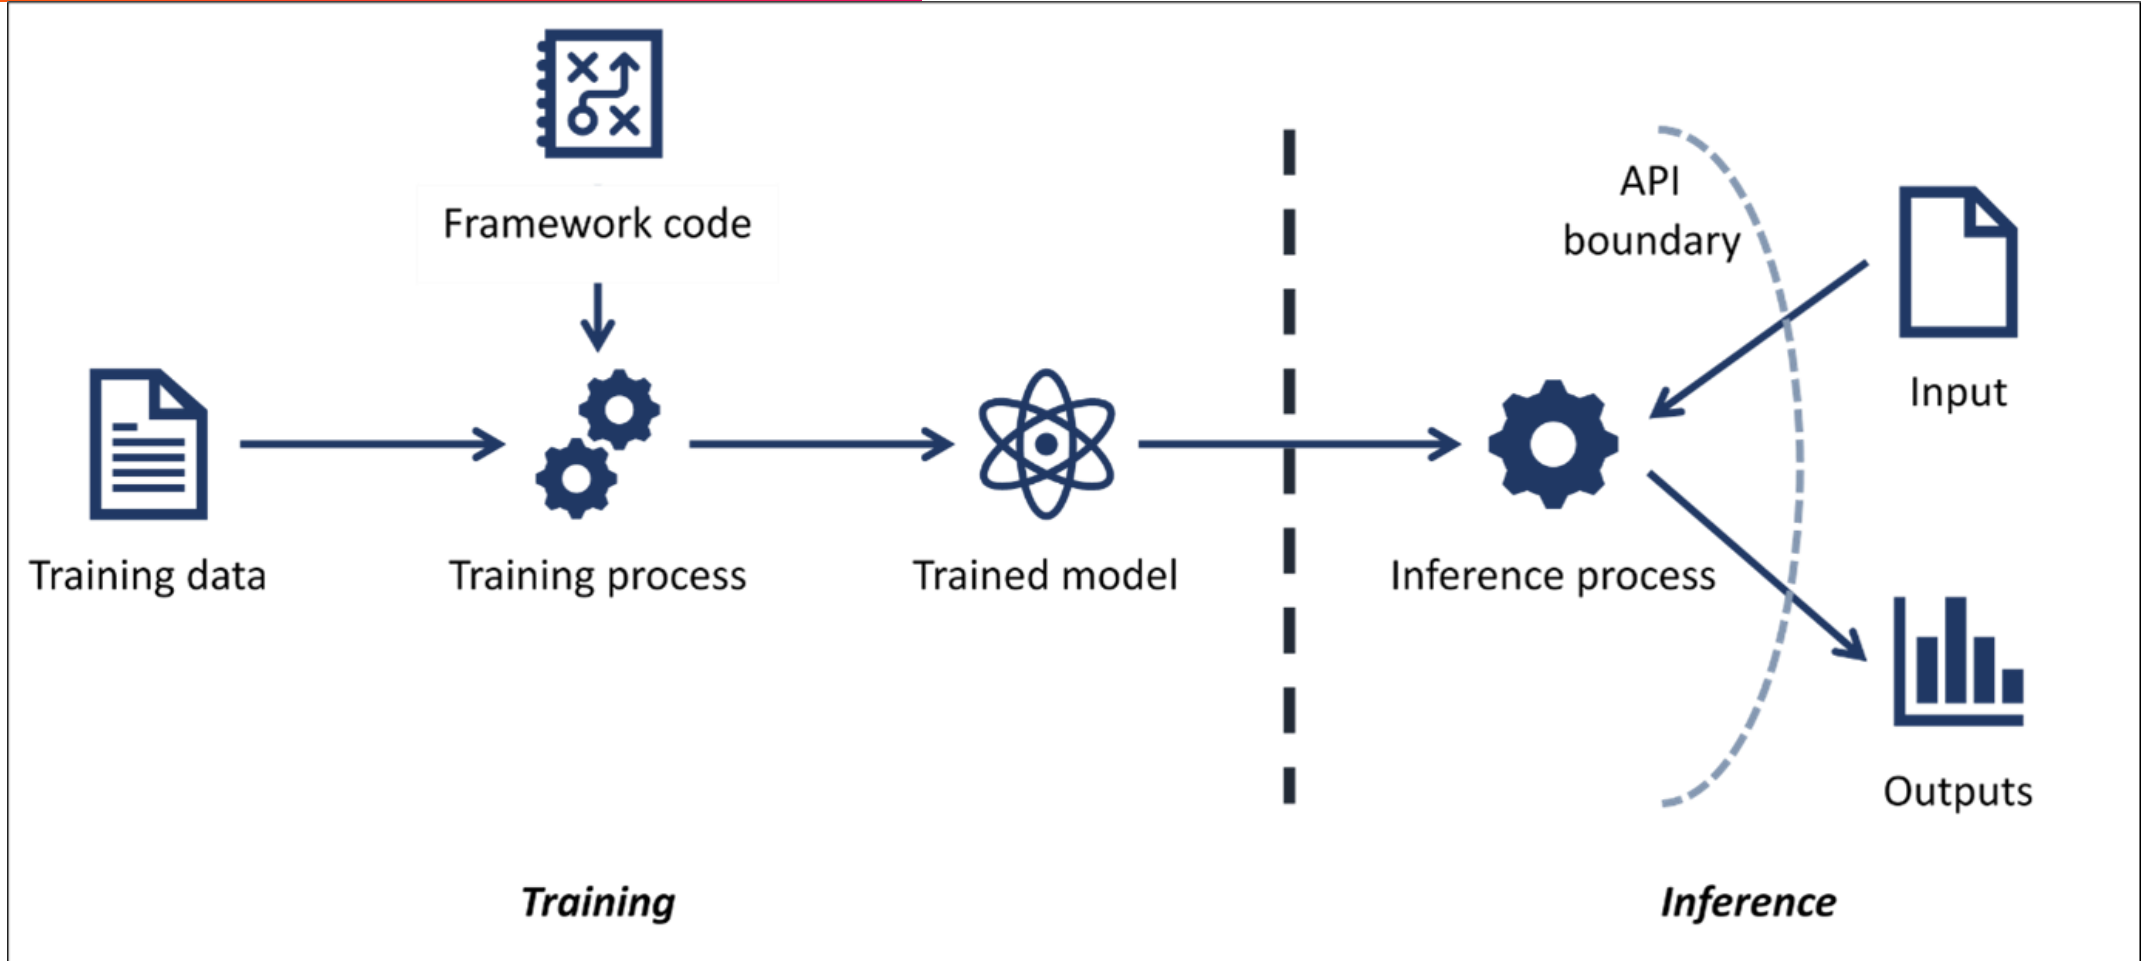 Framework code
API
boundary
Input
Training data
Training process
Trained model
Inference process
Outputs
Training
Inference